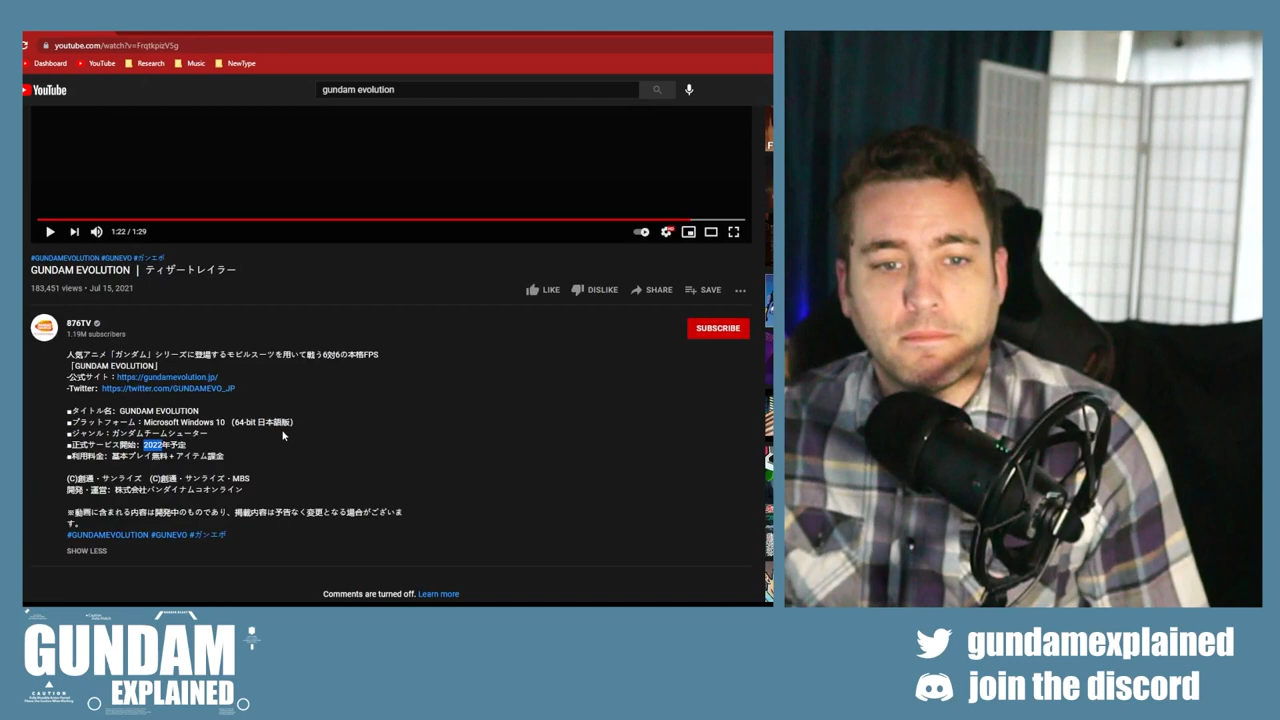 youtube.com/watch?v=FrqtkpizVSg
Dashboard
YouTube
Research
Music
NewType
YouTube
gundam evolution
1:22 / 1:29
#GUNDAMEVOLUTION #GUNEVO #ガンエボ
GUNDAM EVOLUTION | ティザートレイラー
183,451 views • Jul 15, 2021
LIKE
DISLIKE
SHARE
SAVE
876TV
1.19M subscribers
SUBSCRIBE
人気アニメ「ガンダム」シリーズに登場するモビルスーツを用いて戦う6対6の本格FPS
「GUNDAM EVOLUTION」
-公式サイト：https://gundamevolution.jp/
-Twitter：https://twitter.com/GUNDAMEVO_JP
■タイトル名：GUNDAM EVOLUTION
■プラットフォーム：Microsoft Windows 10 （64-bit 日本語版）
■ジャンル：ガンダムチームシューター
■正式サービス開始：2022年予定
■利用料金：基本プレイ無料＋アイテム課金
(C)創通・サンライズ (C)創通・サンライズ・MBS
開発・運営：株式会社バンダイナムコオンライン
※動画に含まれる内容は開発中のものであり、掲載内容は予告なく変更となる場合がございま
す。
#GUNDAMEVOLUTION #GUNEVO #ガンエボ
SHOW LESS
Comments are turned off. Learn more
GUNDAM
EXPLAINED
CAUTION
gundamexplained
join the discord